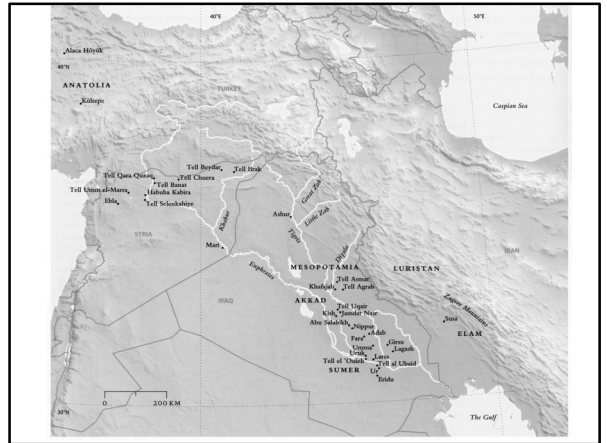 40°E
50°E
Alaca Höyük
40°N
40°N
ANATOLIA
TURKEY
Kültepe
Caspian Sea
Tell Beydar
Tell Brak
Tell Qara-Quzaq
Tell Chuera
Tell Banat
Great Zab
Tell Umm el-Marra
Habuba Kabira
Ebla
Tell Selenkahiye
Little Zab
Khabur
Ashur
Tigris
SYRIA
Mari
Diyala
IRAN
Euphrates
MESOPOTAMIA
LURISTAN
Tell Asmar
Khafajah
Tell Agrab
Zagros Mountains
IRAQ
AKKAD
Tell Uqair
Kish
Jamdat Nasr
Susa
Abu Salabikh
Nippur
ELAM
Adab
Fara
Girsu
Umma
Lagash
Uruk
Larsa
Tell el 'Oueili
Tell al Ubaid
SUMER
Ur
Eridu
0
200 KM
30°N
30°N
The Gulf